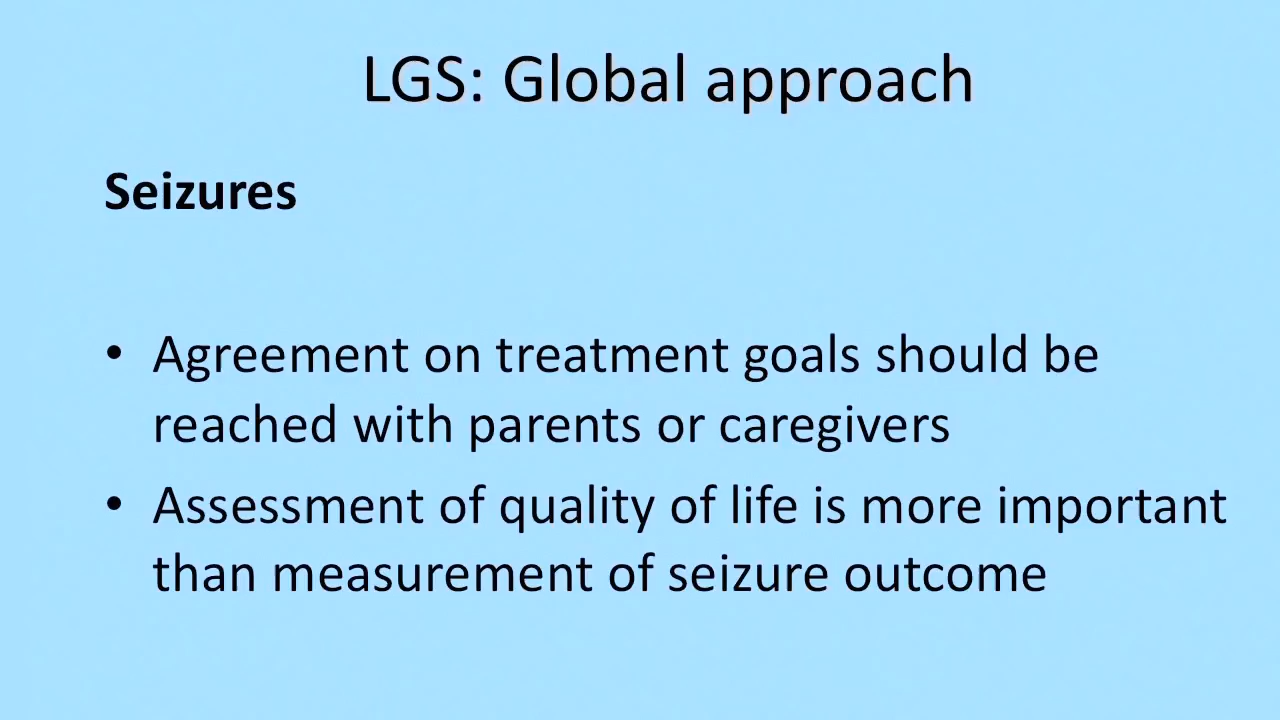 LGS: Global approach
Seizures
• Agreement on treatment goals should be
reached with parents or caregivers
• Assessment of quality of life is more important
than measurement of seizure outcome